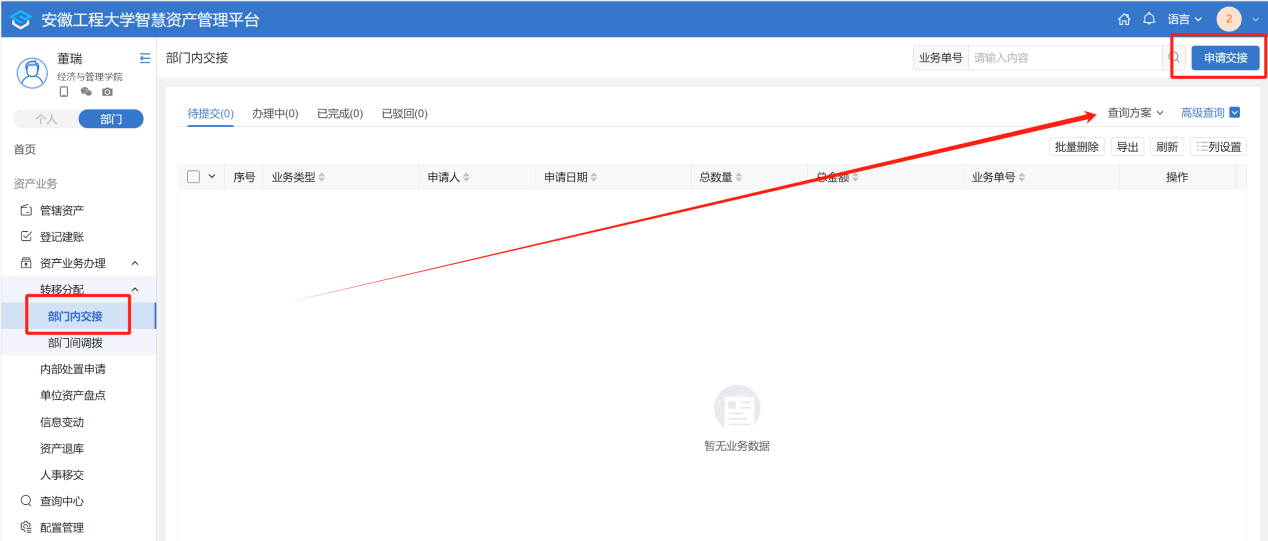 安徽工程大学智慧资产管理平台
语言
2
董瑞
经济与管理学院
个人 部门
首页
资产业务
管辖资产
登记建账
资产业务办理
转移分配
部门内交接
部门间调拨
内部处置申请
单位资产盘点
信息变动
资产退库
人事移交
查询中心
配置管理
部门内交接
业务单号 请输入内容
申请交接
待提交(0) 办理中(0) 已完成(0) 已驳回(0)
查询方案 高级查询
批量删除 导出 刷新 列设置
序号 业务类型 申请人 申请日期 总数量 总金额 业务单号 操作
暂无业务数据